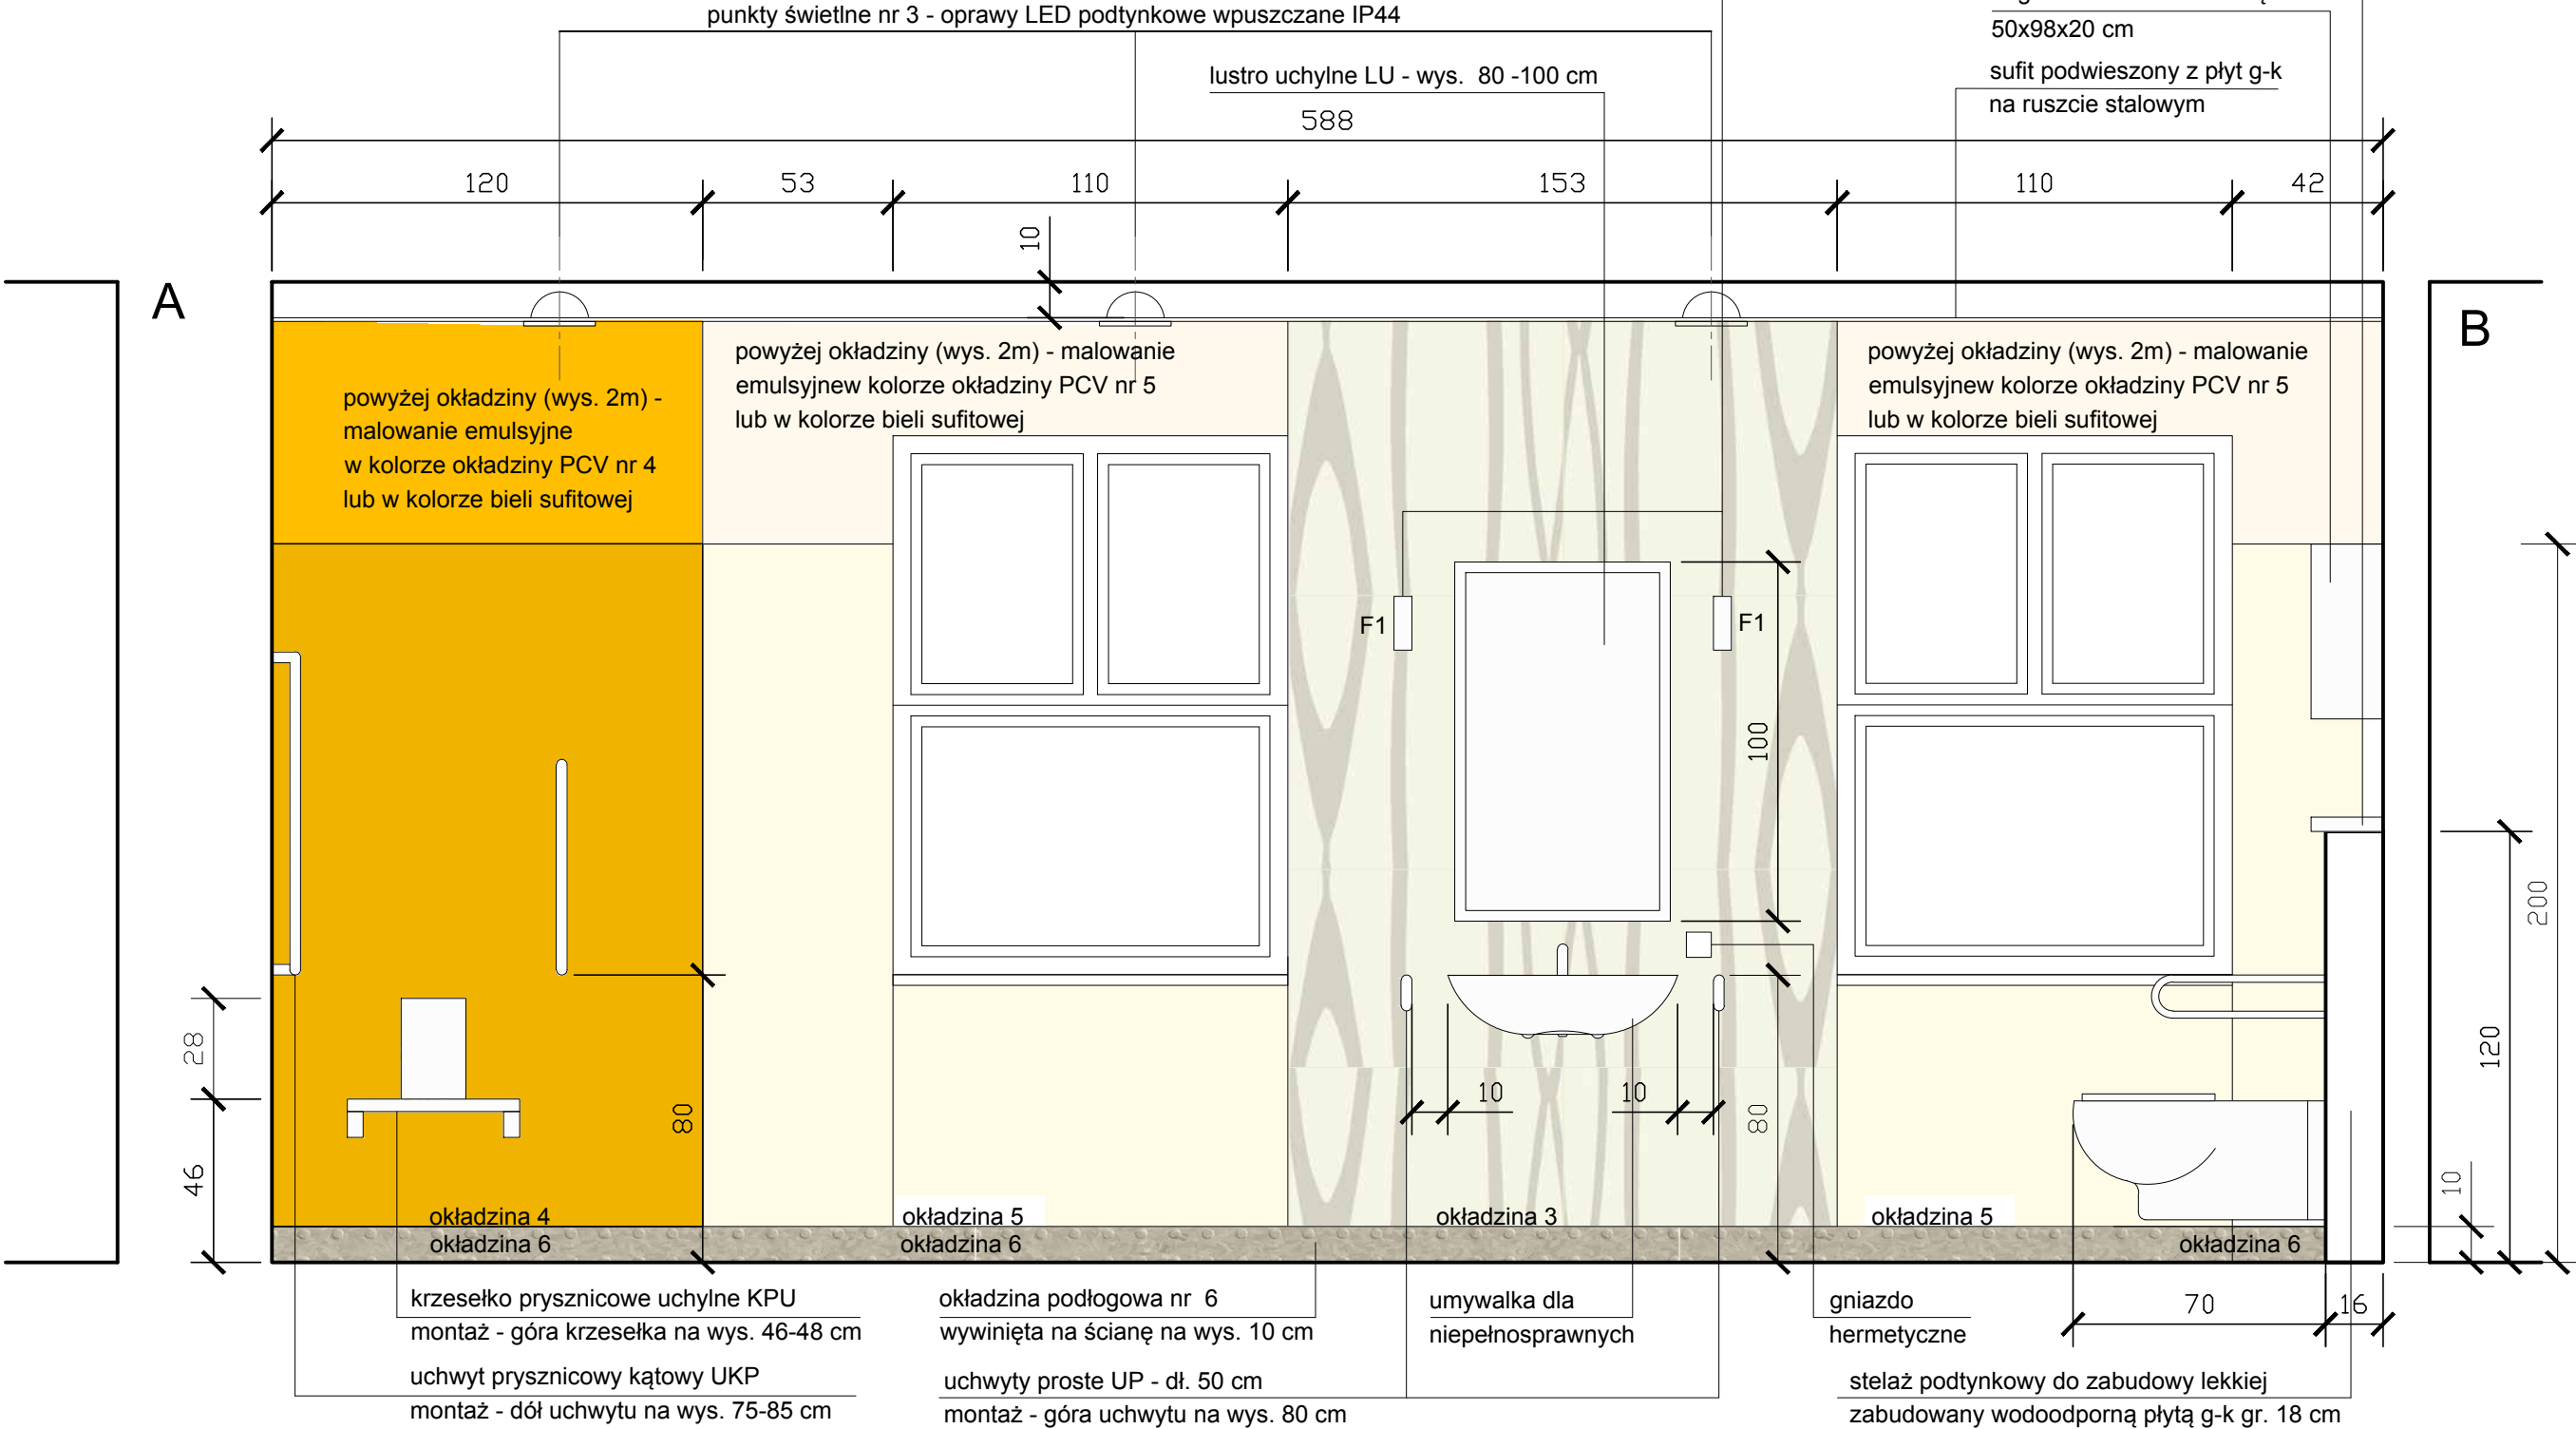 punkty świetlne nr 3 - oprawy LED podtynkowe wpuszczane IP44
50x98x20 cm
lustro uchylne LU - wys.  80 -100 cm
sufit podwieszony z płyt g-k
na ruszcie stalowym
588
120
53
110
153
110
42
10
A
B
powyżej okładziny (wys. 2m) -
malowanie emulsyjne
w kolorze okładziny PCV nr 4
lub w kolorze bieli sufitowej
powyżej okładziny (wys. 2m) - malowanie
emulsyjnew kolorze okładziny PCV nr 5
lub w kolorze bieli sufitowej
powyżej okładziny (wys. 2m) - malowanie
emulsyjnew kolorze okładziny PCV nr 5
lub w kolorze bieli sufitowej
F1
F1
100
200
28
46
80
10
10
80
120
10
okładzina 4
okładzina 6
okładzina 5
okładzina 6
okładzina 3
okładzina 5
okładzina 6
70
16
krzesełko prysznicowe uchylne KPU
montaż - góra krzesełka na wys. 46-48 cm
uchwyt prysznicowy kątowy UKP
montaż - dół uchwytu na wys. 75-85 cm
okładzina podłogowa nr  6
wywinięta na ścianę na wys. 10 cm
uchwyty proste UP - dł. 50 cm
montaż - góra uchwytu na wys. 80 cm
umywalka dla
niepełnosprawnych
gniazdo
hermetyczne
stelaż podtynkowy do zabudowy lekkiej
zabudowany wodoodporną płytą g-k gr. 18 cm